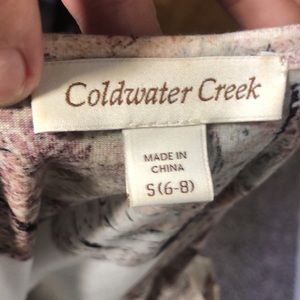 Coldwater Creek
MADE IN
CHINA
S(6-8)